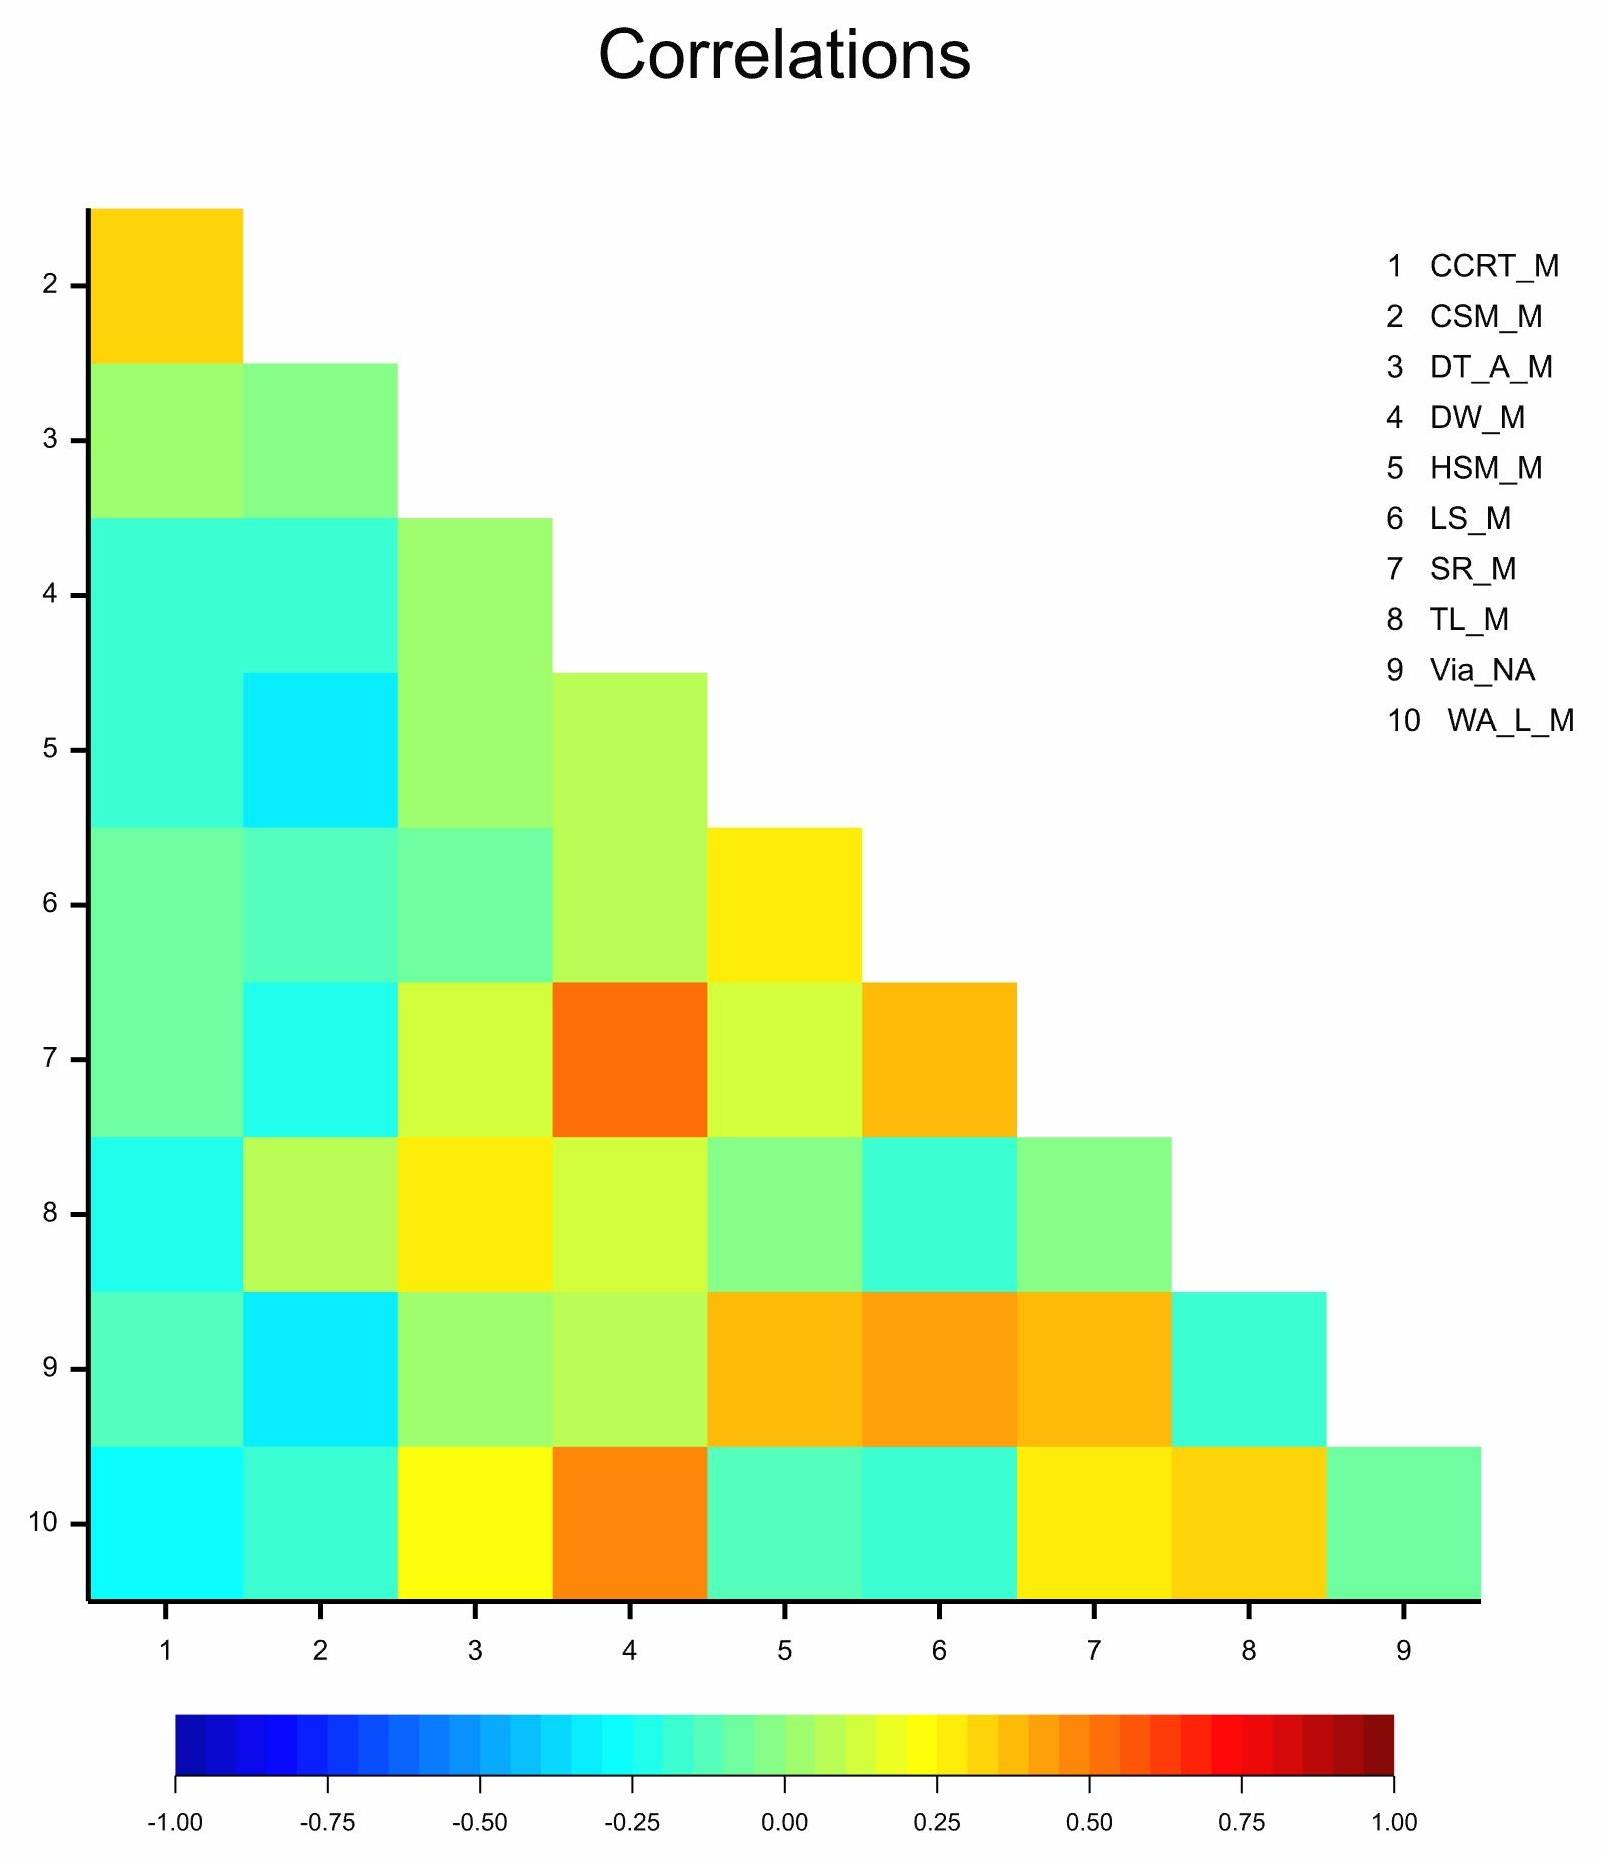 Correlations
1 CCRT_M
2 CSM_M
3 DT_A_M
4 DW_M
5 HSM_M
6 LS_M
7 SR_M
8 TL_M
9 Via_NA
10 WA_L_M
2
3
4
5
6
7
8
9
10
1 2 3 4 5 6 7 8 9
-1.00 -0.75 -0.50 -0.25 0.00 0.25 0.50 0.75 1.00